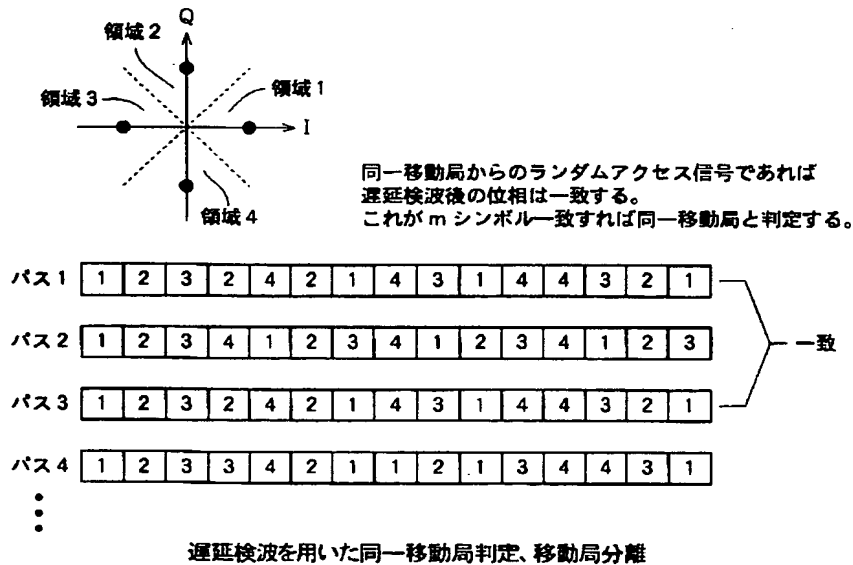 Q
領域2
領域1
領域3
I
領域4
同一移動局からのランダムアクセス信号であれば
遅延検波後の位相は一致する。
これが m シンボル一致すれば同一移動局と判定する。
パス1 1 2 3 2 4 2 1 4 3 1 4 4 3 2 1
パス2 1 2 3 4 1 2 3 4 1 2 3 4 1 2 3
一致
パス3 1 2 3 2 4 2 1 4 3 1 4 4 3 2 1
パス4 1 2 3 3 4 2 1 1 2 1 3 4 4 3 1
遅延検波を用いた同一移動局判定、移動局分離